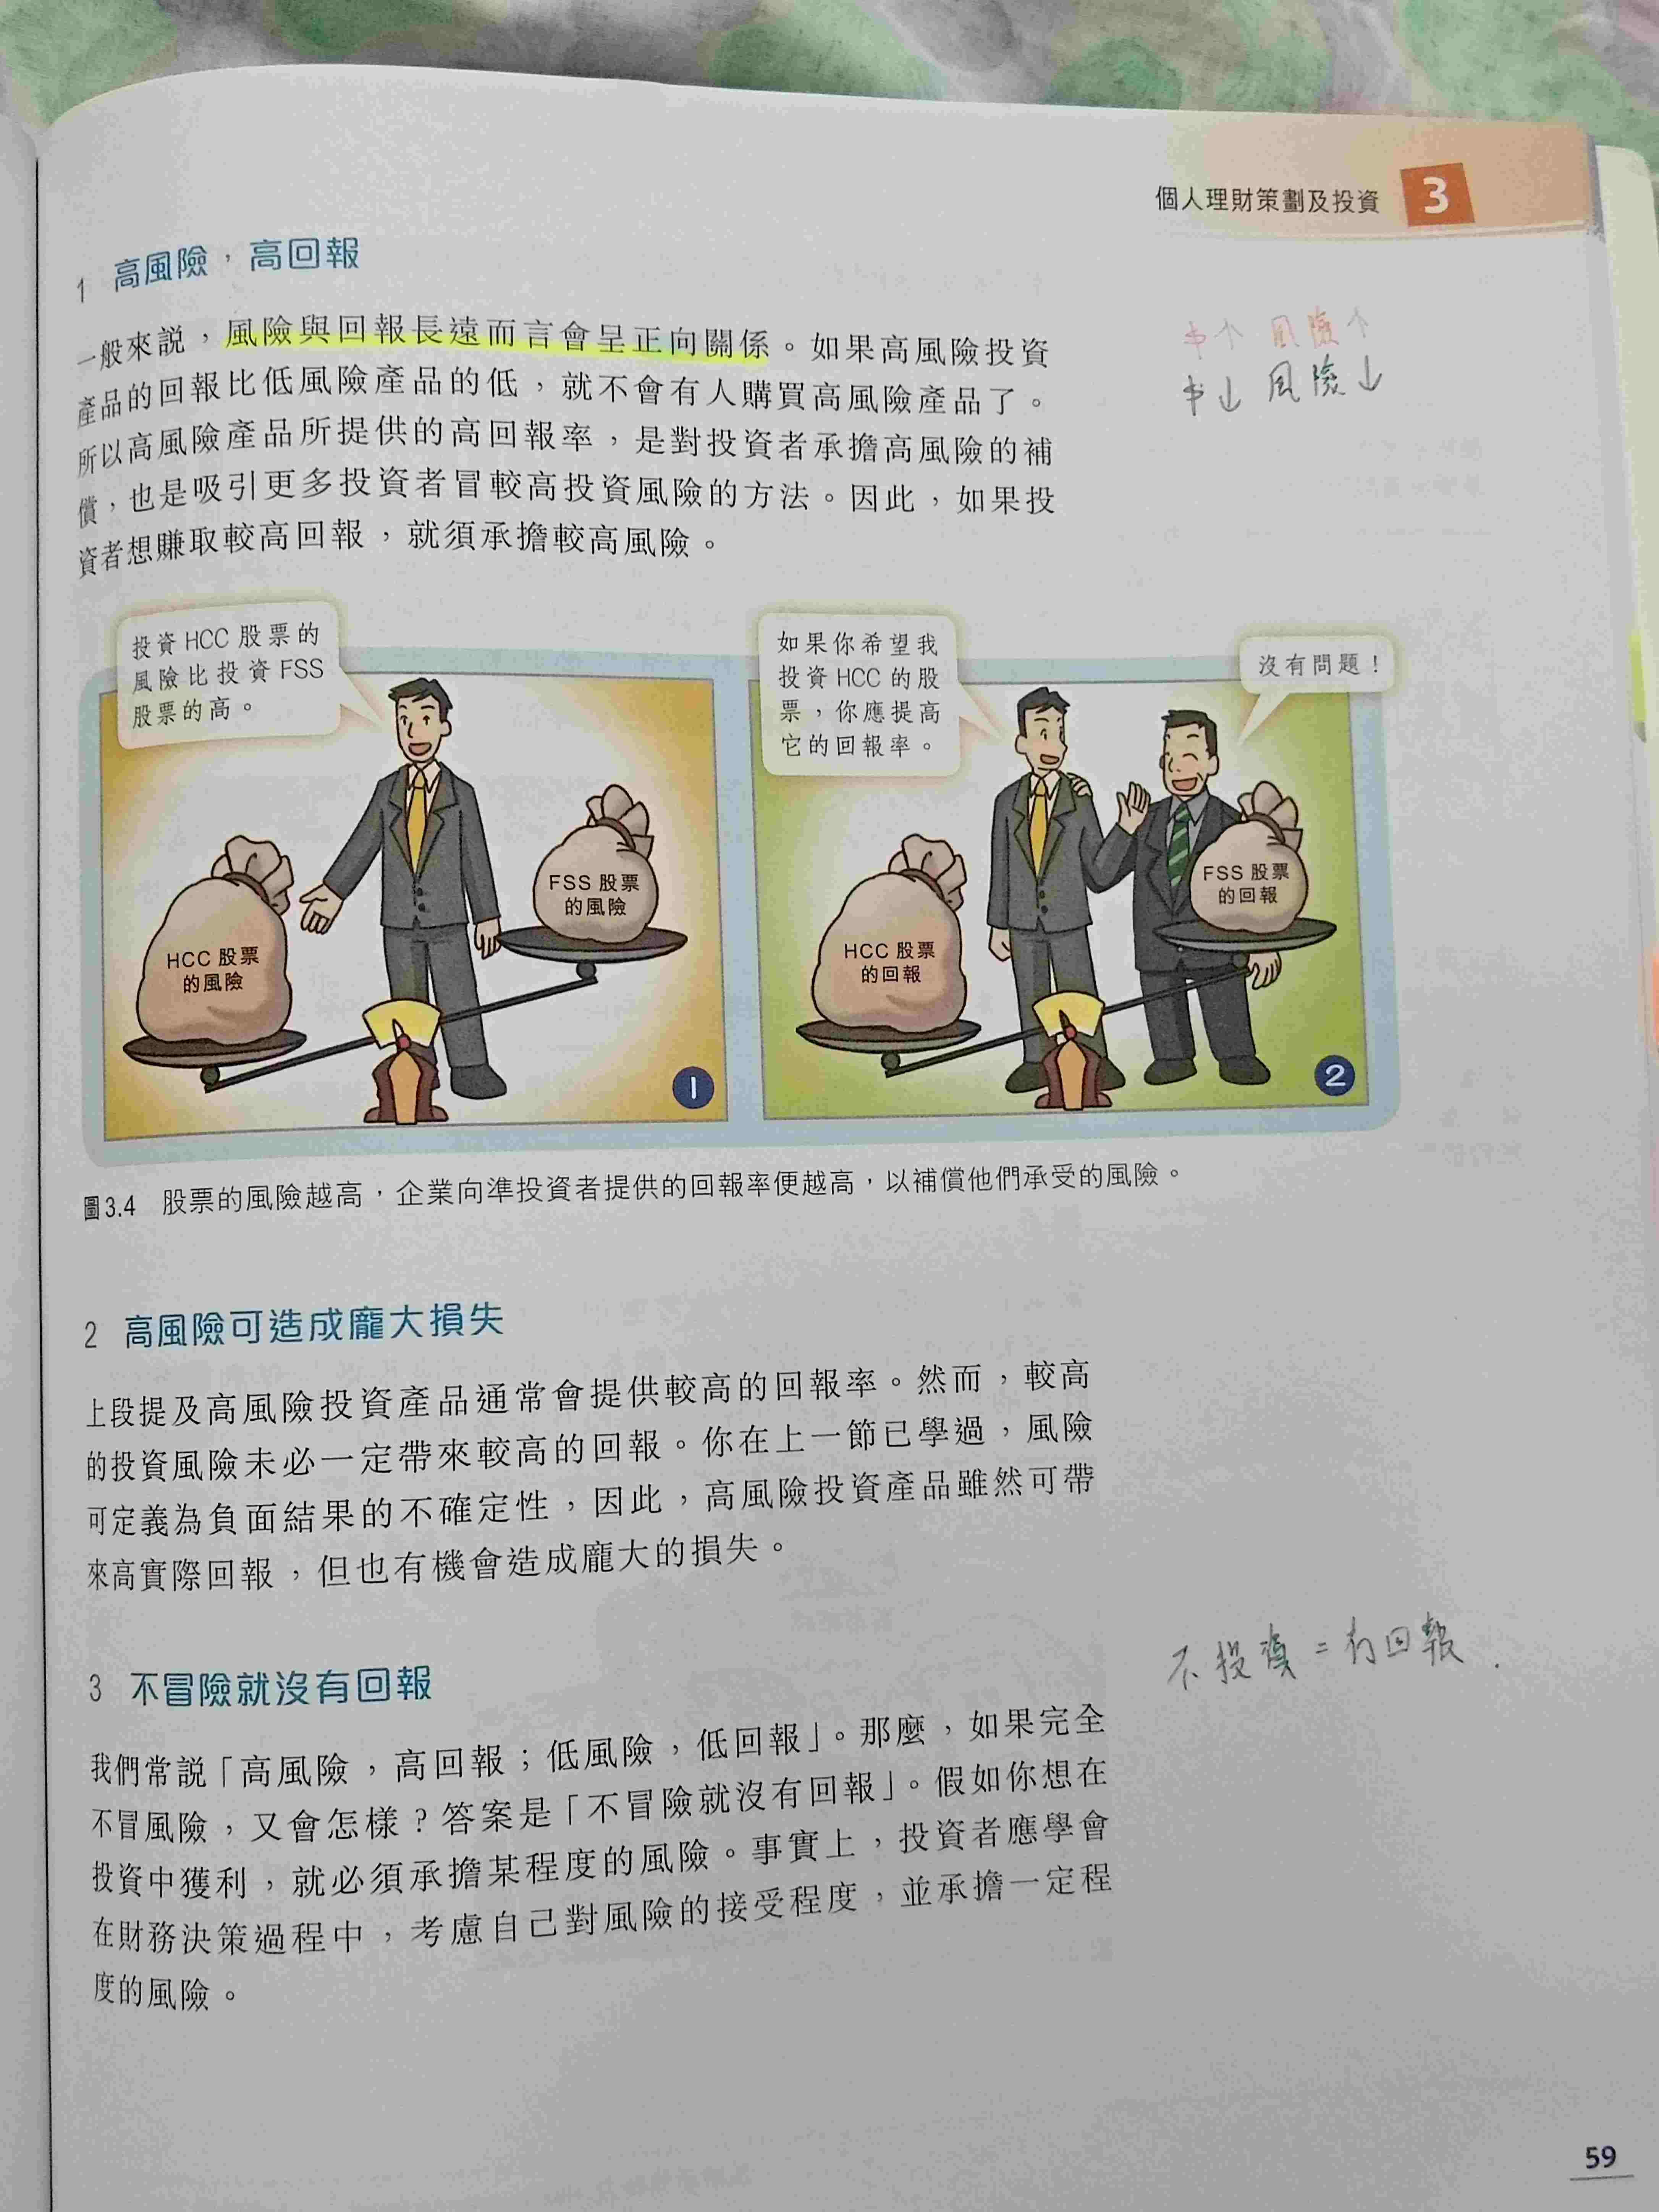 個人理財策劃及投資 3
1 高風險，高回報
一般來説，風險與回報長遠而言會呈正向關係。如果高風險投資
產品的回報比低風險產品的低，就不會有人購買高風險產品了。
所以高風險產品所提供的高回報率，是對投資者承擔高風險的補
償，也是吸引更多投資者冒較高投資風險的方法。因此，如果投
資者想賺取較高回報，就須承擔較高風險。
↑ 風險↑
↓ 風險↓
投資 HCC 股票的
風險比投資 FSS
股票的高。
HCC 股票
的風險
FSS 股票
的風險
1
如果你希望我
投資 HCC 的股
票，你應提高
它的回報率。
沒有問題！
HCC 股票
的回報
FSS 股票
的回報
2
圖3.4 股票的風險越高，企業向準投資者提供的回報率便越高，以補償他們承受的風險。
2 高風險可造成龐大損失
上段提及高風險投資產品通常會提供較高的回報率。然而，較高
的投資風險未必一定帶來較高的回報。你在上一節已學過，風險
可定義為負面結果的不確定性，因此，高風險投資產品雖然可帶
來高實際回報，但也有機會造成龐大的損失。
3 不冒險就沒有回報
不投資=冇回報.
我們常説「高風險，高回報；低風險，低回報」。那麼，如果完全
不冒風險，又會怎樣？答案是「不冒險就沒有回報」。假如你想在
投資中獲利，就必須承擔某程度的風險。事實上，投資者應學會
在財務決策過程中，考慮自己對風險的接受程度，並承擔一定程
度的風險。
59